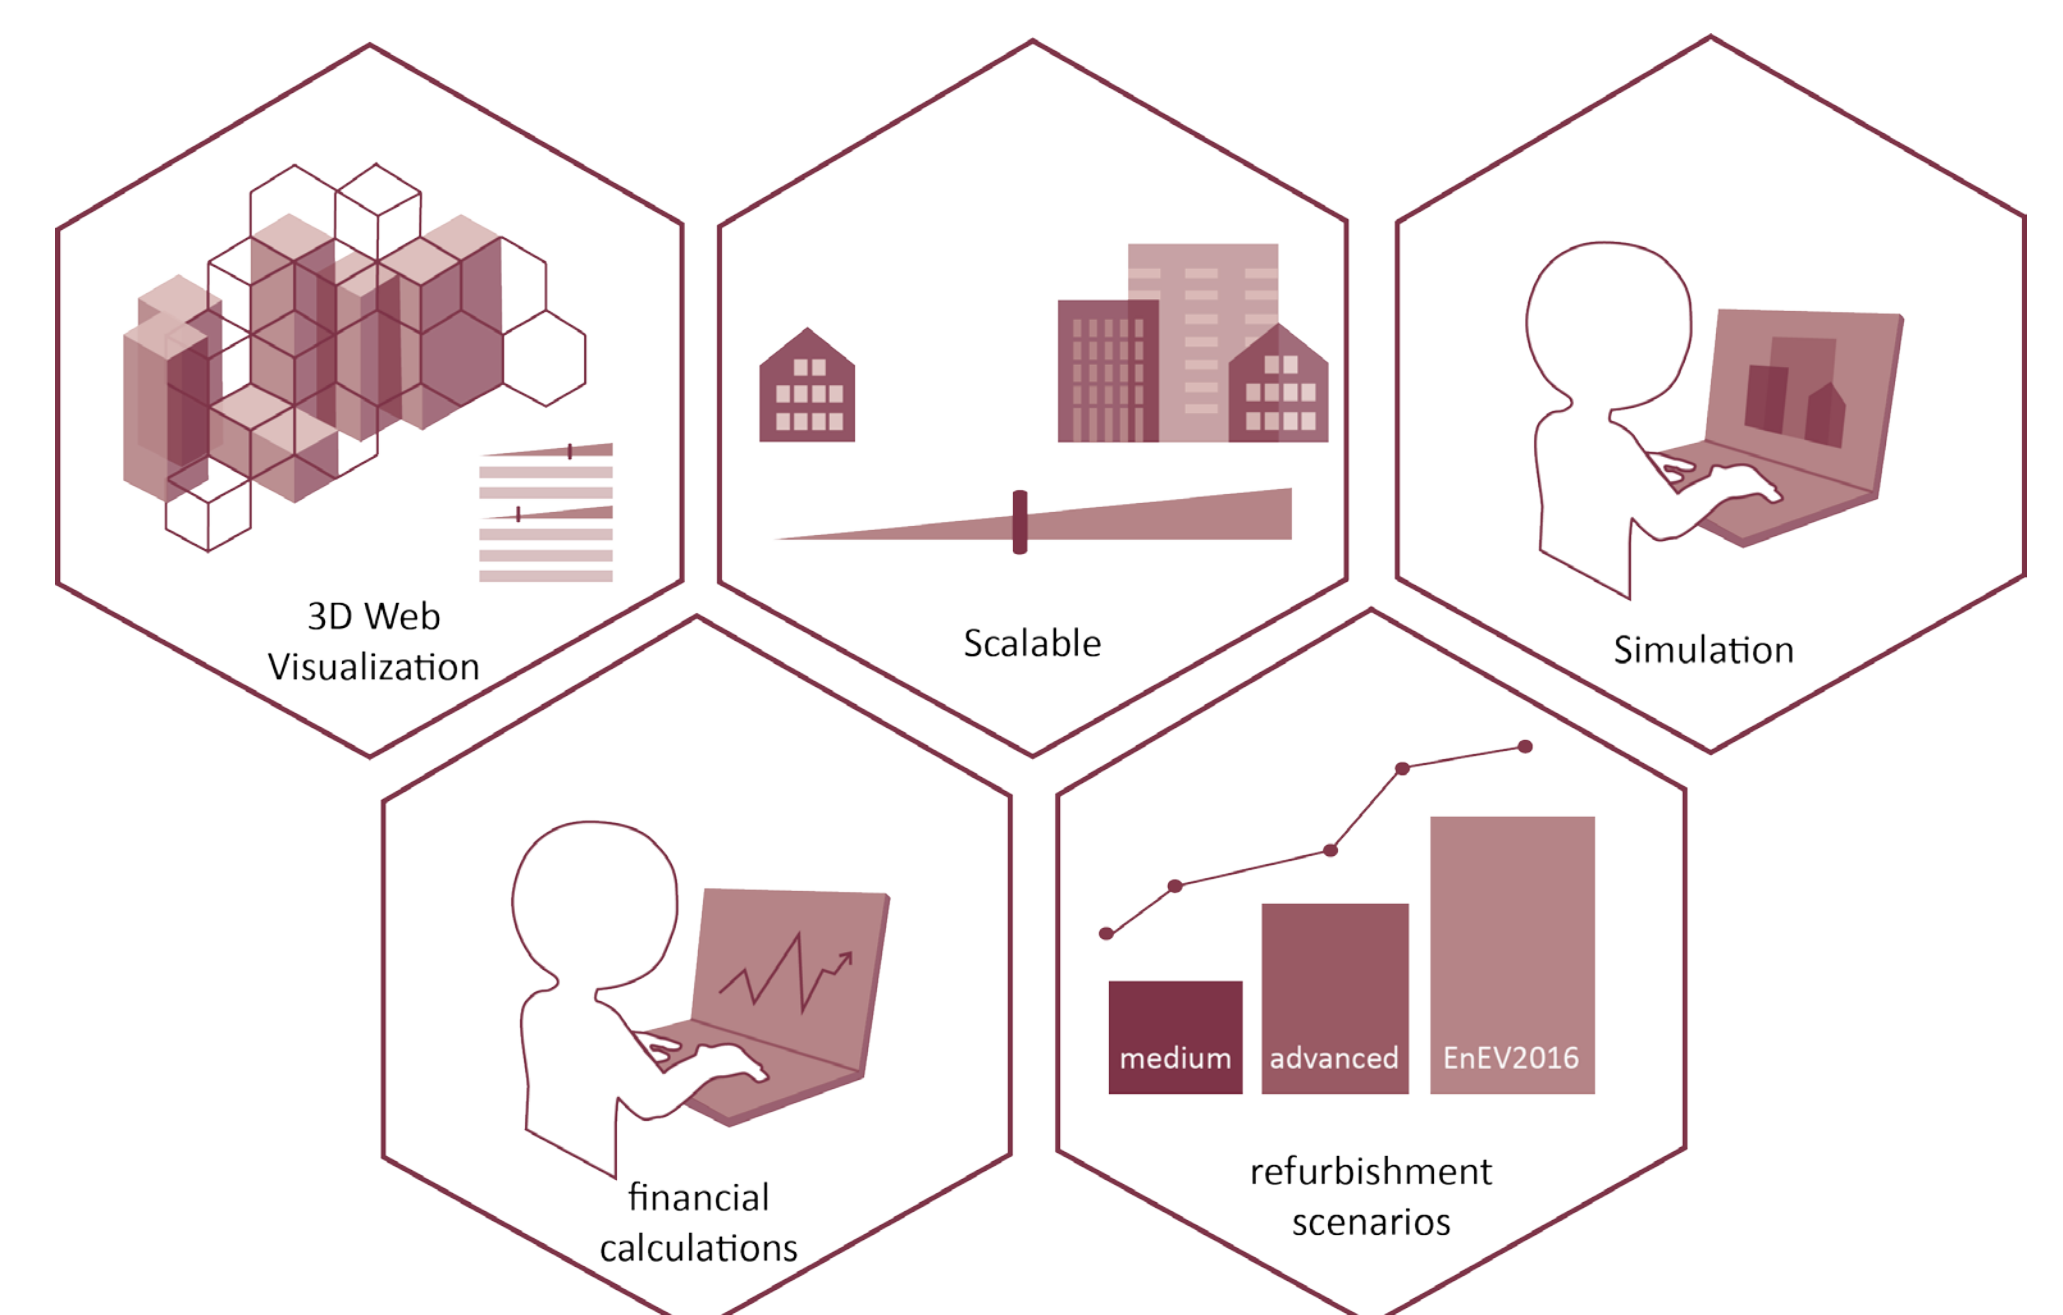 3D Web
Visualization
Scalable
Simulation
financial
calculations
medium
advanced
EnEV2016
refurbishment
scenarios